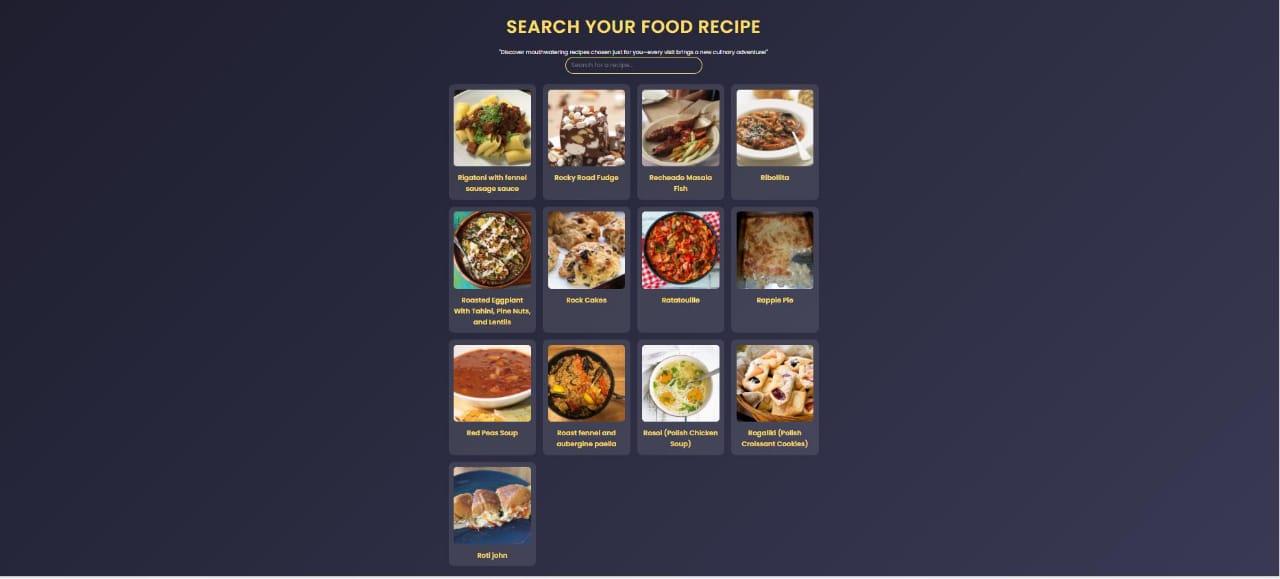 SEARCH YOUR FOOD RECIPE
"Discover mouthwatering recipes chosen just for you—every visit brings a new culinary adventure!"
Search for a recipe...
Rigatoni with fennel
sausage sauce
Rocky Road Fudge
Recheado Masala
Fish
Ribollita
Roasted Eggplant
With Tahini, Pine Nuts,
and Lentils
Rock Cakes
Ratatouille
Rappie Pie
Red Peas Soup
Roast fennel and
aubergine paella
Rosol (Polish Chicken
Soup)
Rogaliki (Polish
Croissant Cookies)
Roti john